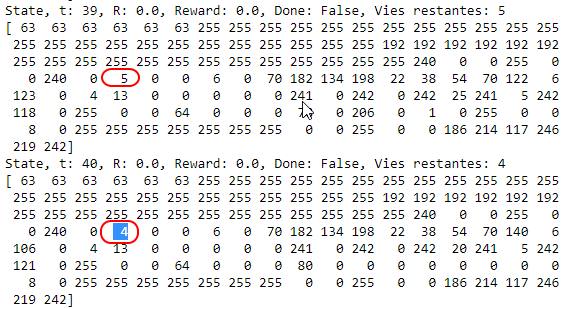 State, t: 39, R: 0.0, Reward: 0.0, Done: False, Vies restantes: 5
[ 63 63 63 63 63 63 255 255 255 255 255 255 255 255 255 255 255 255
255 255 255 255 255 255 255 255 255 255 255 255 192 192 192 192 192 192
255 255 255 255 255 255 255 255 255 255 255 255 255 240 0 0 255 0
0 240 0 5 0 0 6 0 70 182 134 198 22 38 54 70 122 6
123 0 4 13 0 0 0 0 0 241 0 242 0 242 25 241 5 242
118 0 255 0 0 64 0 0 0 0 206 0 1 0 255 0 0
8 0 255 255 255 255 255 255 0 0 255 0 0 186 214 117 246
219 242]
State, t: 40, R: 0.0, Reward: 0.0, Done: False, Vies restantes: 4
[ 63 63 63 63 63 63 255 255 255 255 255 255 255 255 255 255 255 255
255 255 255 255 255 255 255 255 255 255 255 255 192 192 192 192 192 192
255 255 255 255 255 255 255 255 255 255 255 255 255 240 0 0 255 0
0 240 0 4 0 0 6 0 70 182 134 198 22 38 54 70 140 6
106 0 4 13 0 0 0 0 0 241 0 242 0 242 20 241 5 242
121 0 255 0 0 64 0 0 0 80 0 0 0 0 0 0 0 0
8 0 255 255 255 255 255 255 0 0 255 0 0 186 214 117 246
219 242]